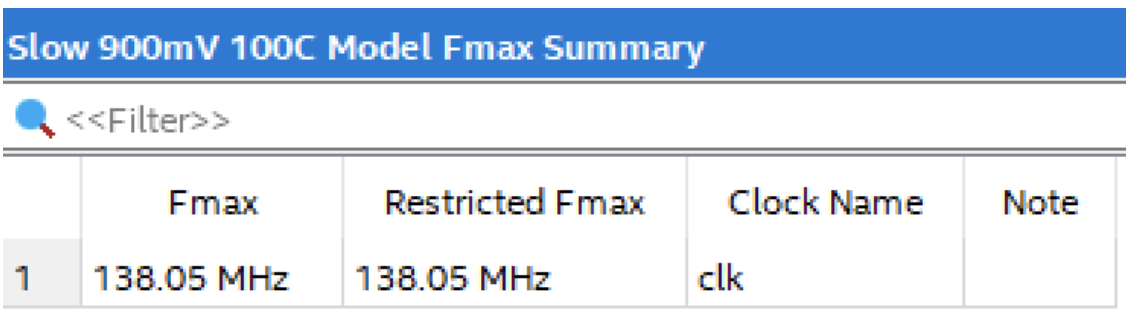 Slow 900mV 100C Model Fmax Summary
<<Filter>>
Fmax Restricted Fmax Clock Name Note
1 138.05 MHz 138.05 MHz clk